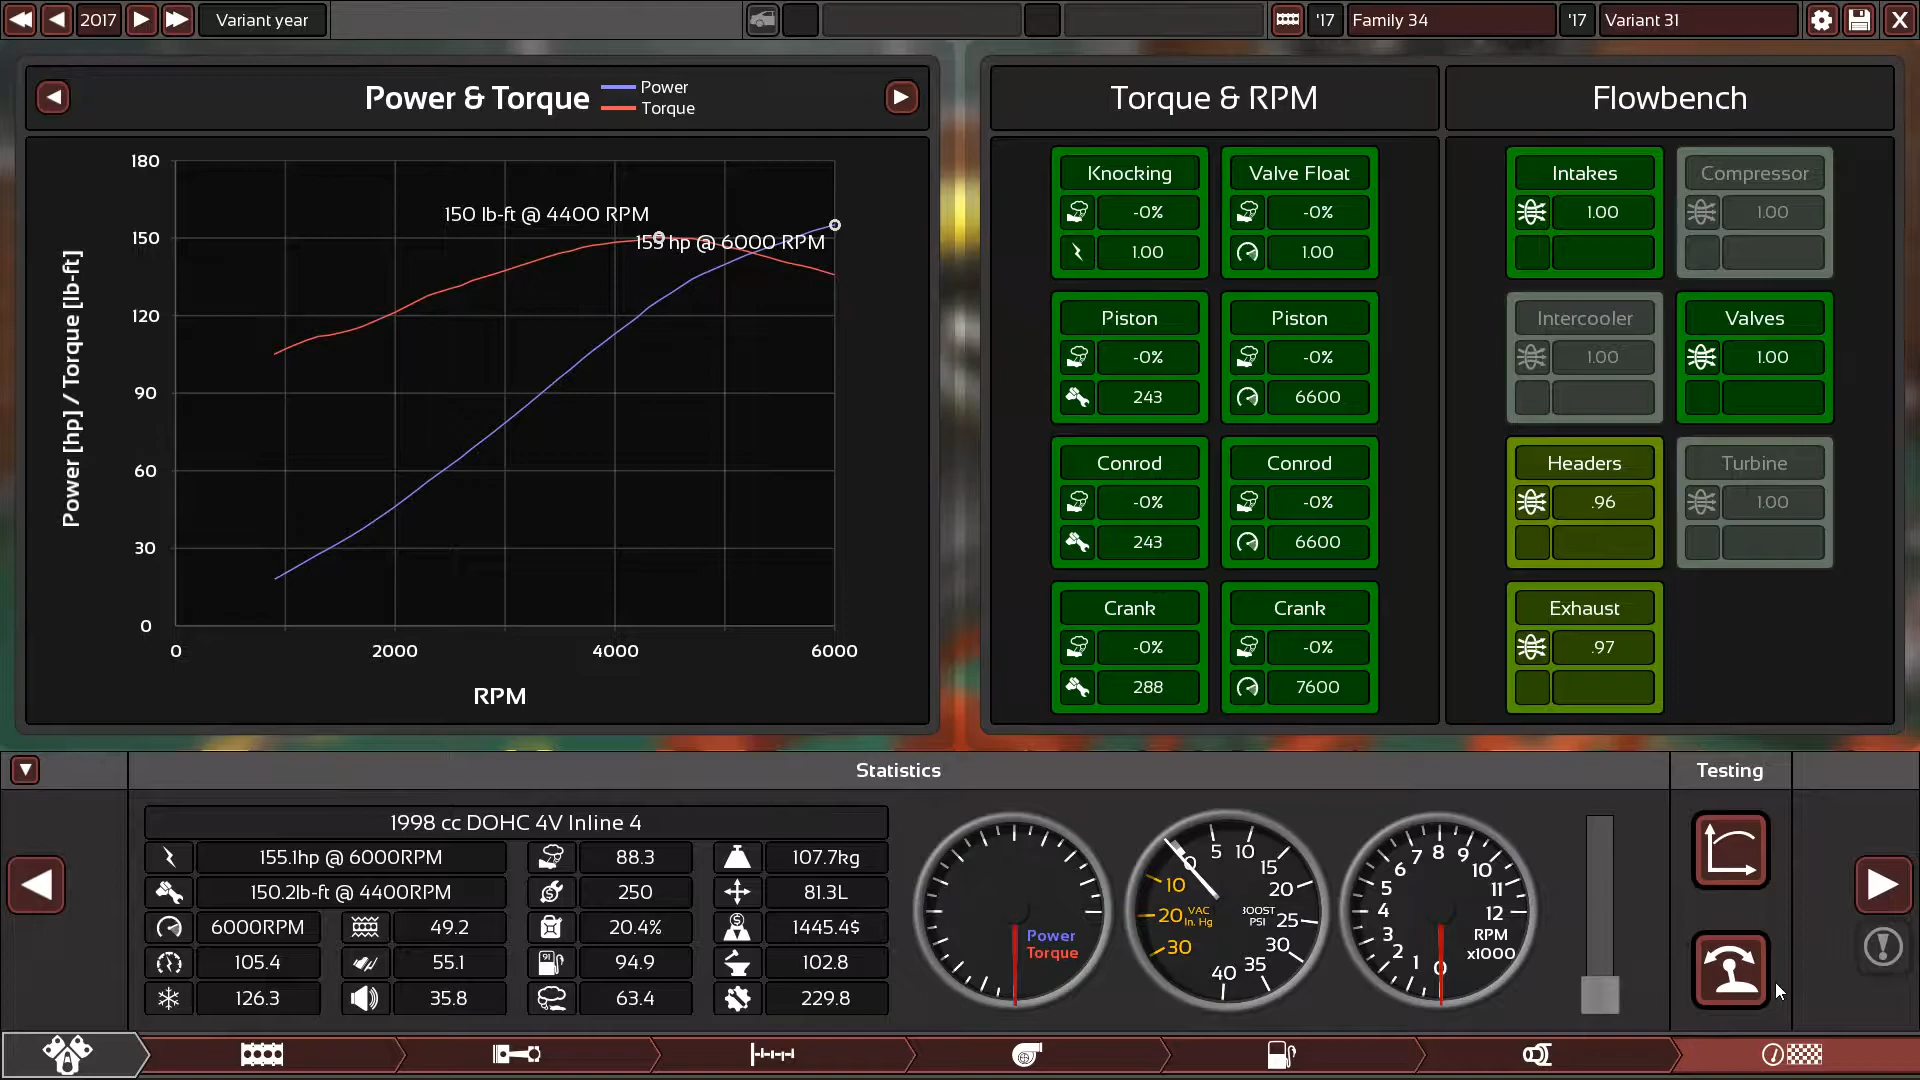 2017
Variant year
'17
Family 34
'17
Variant 31
X
Power & Torque
Power
Torque
Torque & RPM
Flowbench
180
150
120
90
60
30
0
Power [hp] / Torque [lb-ft]
150 lb-ft @ 4400 RPM
155 hp @ 6000 RPM
0
2000
4000
6000
RPM
Knocking
-0%
1.00
Valve Float
-0%
1.00
Piston
-0%
243
Piston
-0%
6600
Conrod
-0%
243
Conrod
-0%
6600
Crank
-0%
288
Crank
-0%
7600
Intakes
1.00
Compressor
1.00
Intercooler
1.00
Valves
1.00
Headers
.96
Turbine
1.00
Exhaust
.97
Statistics
Testing
1998 cc DOHC 4V Inline 4
155.1hp @ 6000RPM
88.3
107.7kg
150.2lb-ft @ 4400RPM
250
81.3L
6000RPM
49.2
20.4%
1445.4$
105.4
55.1
91
94.9
102.8
126.3
35.8
63.4
229.8
Power
Torque
0
5
10
15
20
25
30
35
40
10
20
30
VAC
In. Hg
BOOST
PSI
0
1
2
3
4
5
6
7
8
9
10
11
12
RPM
x1000